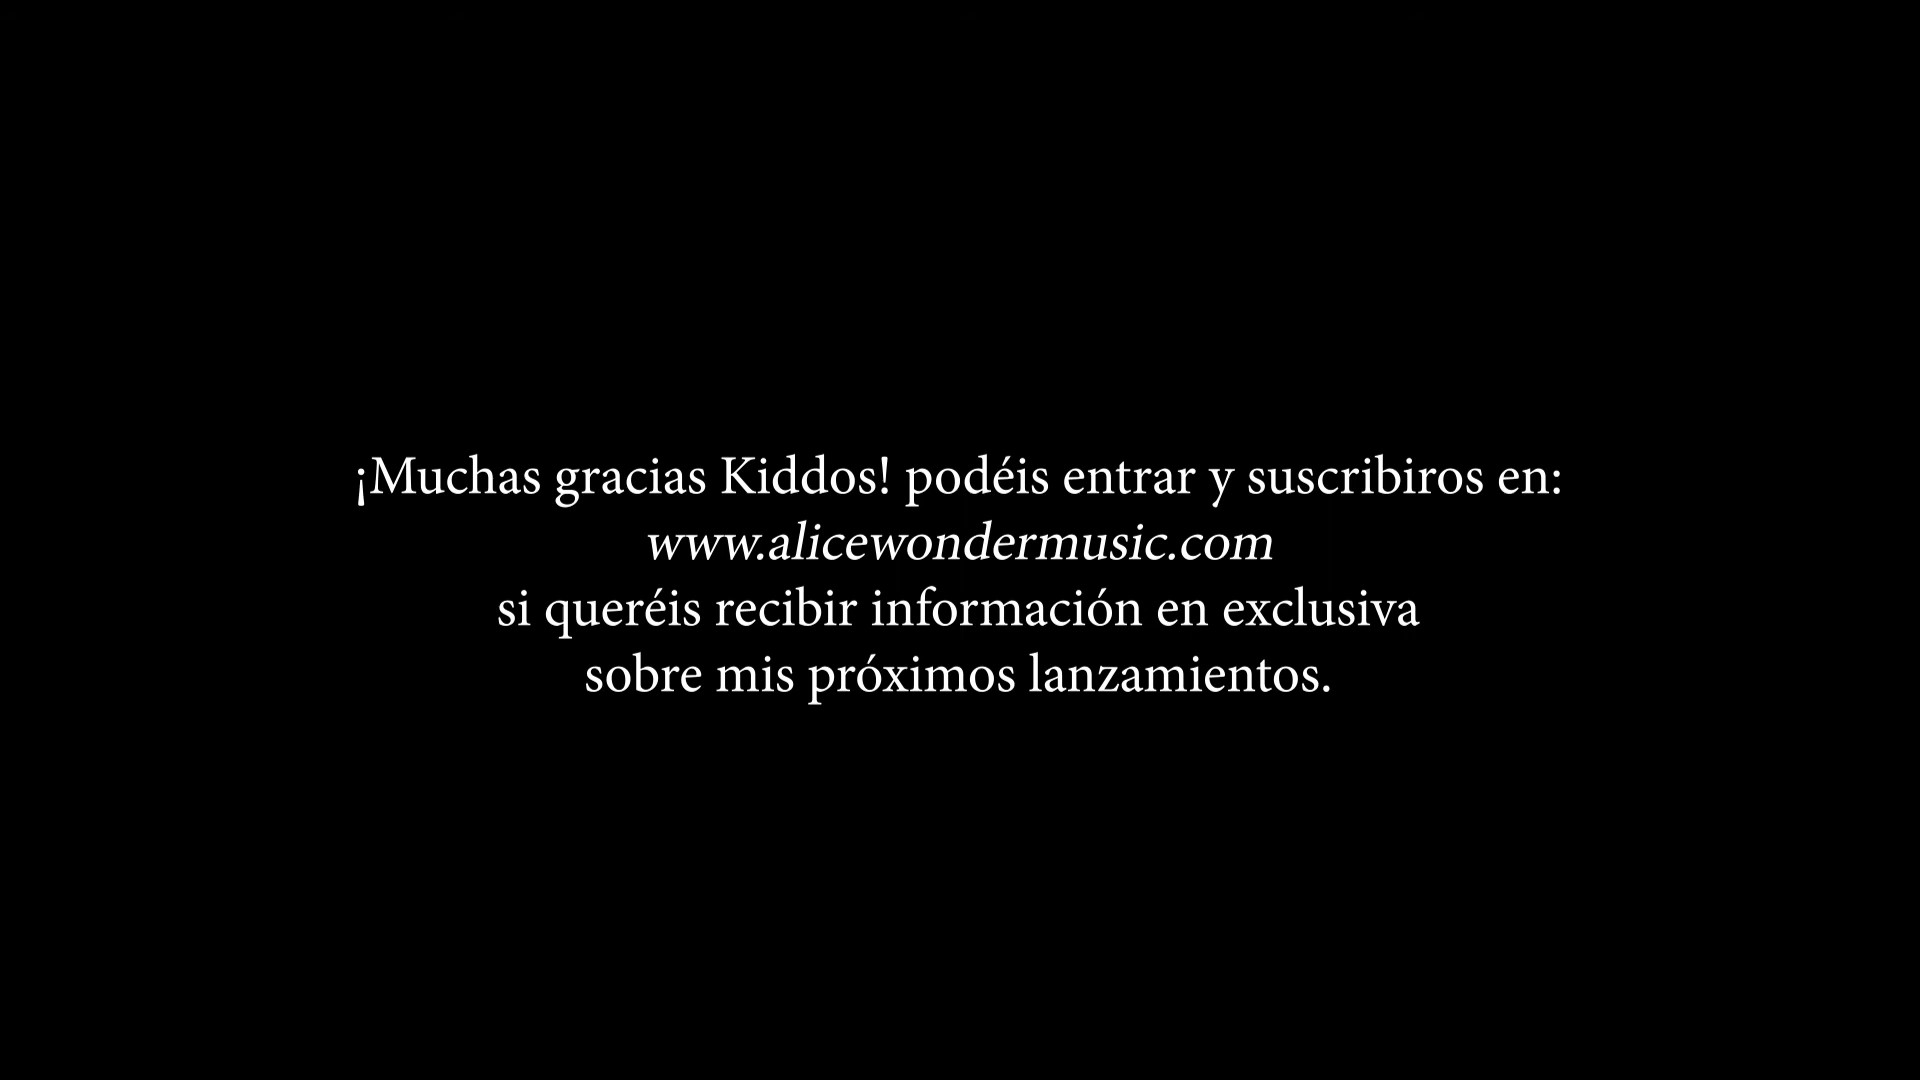 ¡Muchas gracias Kiddos! podéis entrar y suscribiros en:
www.alicewondermusic.com
si queréis recibir información en exclusiva
sobre mis próximos lanzamientos.